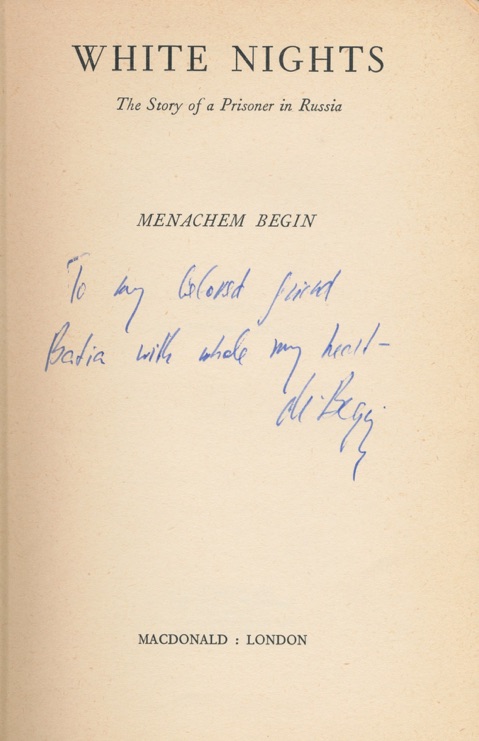 WHITE NIGHTS
The Story of a Prisoner in Russia
MENACHEM BEGIN
To my beloved friend
Batia with whole my heart-
M. Begin
MACDONALD : LONDON